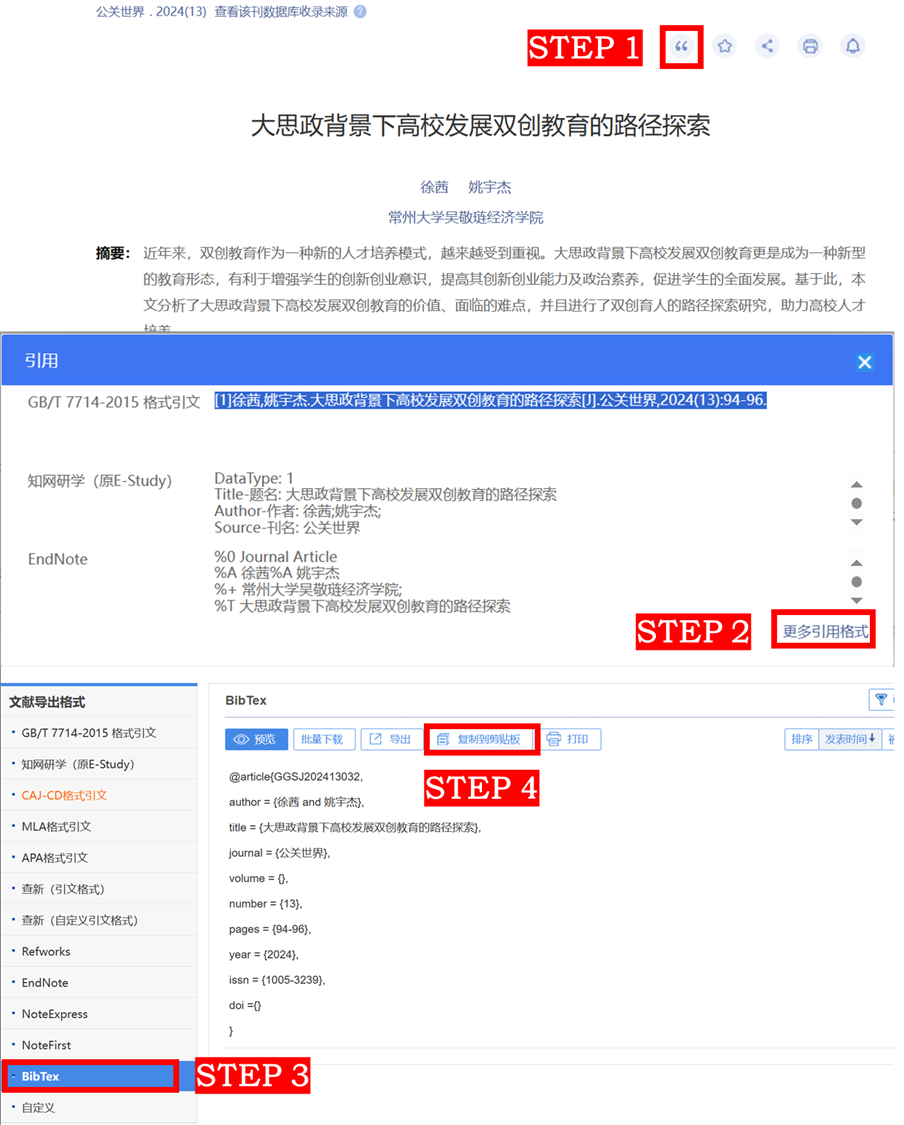 公关世界 . 2024(13) 查看该刊数据库收录来源 ?
STEP 1
大思政背景下高校发展双创教育的路径探索
徐茜 姚宇杰
常州大学吴敬琏经济学院
摘要： 近年来，双创教育作为一种新的人才培养模式，越来越受到重视。大思政背景下高校发展双创教育更是成为一种新型
的教育形态，有利于增强学生的创新创业意识，提高其创新创业能力及政治素养，促进学生的全面发展。基于此，本
文分析了大思政背景下高校发展双创教育的价值、面临的难点，并且进行了双创育人的路径探索研究，助力高校人才
培养
引用
GB/T 7714-2015 格式引文 [1]徐茜,姚宇杰.大思政背景下高校发展双创教育的路径探索[J].公关世界,2024(13):94-96.
知网研学（原E-Study） DataType: 1
Title-题名: 大思政背景下高校发展双创教育的路径探索
Author-作者: 徐茜;姚宇杰;
Source-刊名: 公关世界
EndNote %0 Journal Article
%A 徐茜%A 姚宇杰
%+ 常州大学吴敬琏经济学院;
%T 大思政背景下高校发展双创教育的路径探索
STEP 2 更多引用格式
文献导出格式
GB/T 7714-2015 格式引文
知网研学（原E-Study）
CAJ-CD格式引文
MLA格式引文
APA格式引文
查新（引文格式）
查新（自定义引文格式）
Refworks
EndNote
NoteExpress
NoteFirst
BibTex
自定义
STEP 3
BibTex
预览 批量下载 导出 复制到剪贴板 打印 排序 发表时间
STEP 4
@article{GGSJ202413032,
author = {徐茜 and 姚宇杰},
title = {大思政背景下高校发展双创教育的路径探索},
journal = {公关世界},
volume = {},
number = {13},
pages = {94-96},
year = {2024},
issn = {1005-3239},
doi ={}
}